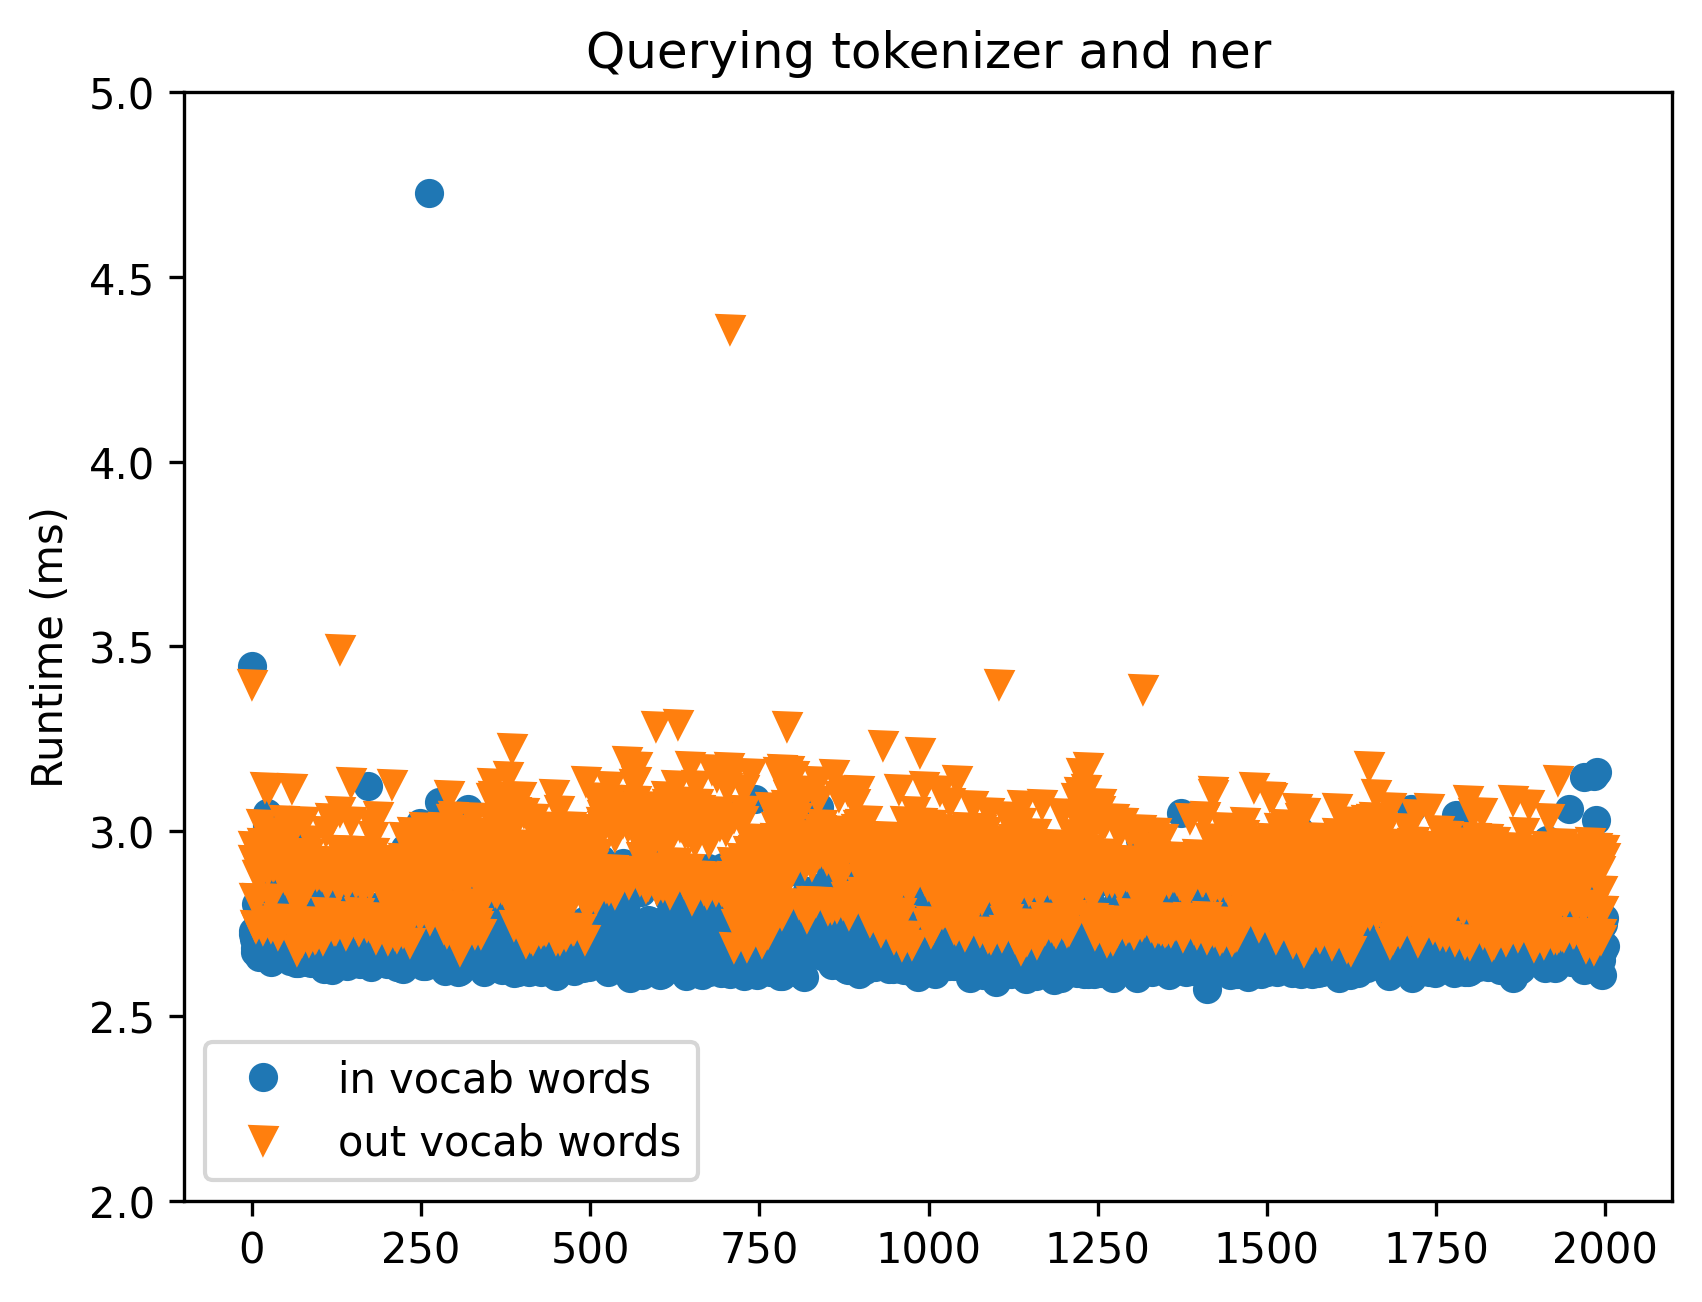 Querying tokenizer and ner
5.0
4.5
4.0
3.5
3.0
2.5
2.0
Runtime (ms)
in vocab words
out vocab words
0 250 500 750 1000 1250 1500 1750 2000